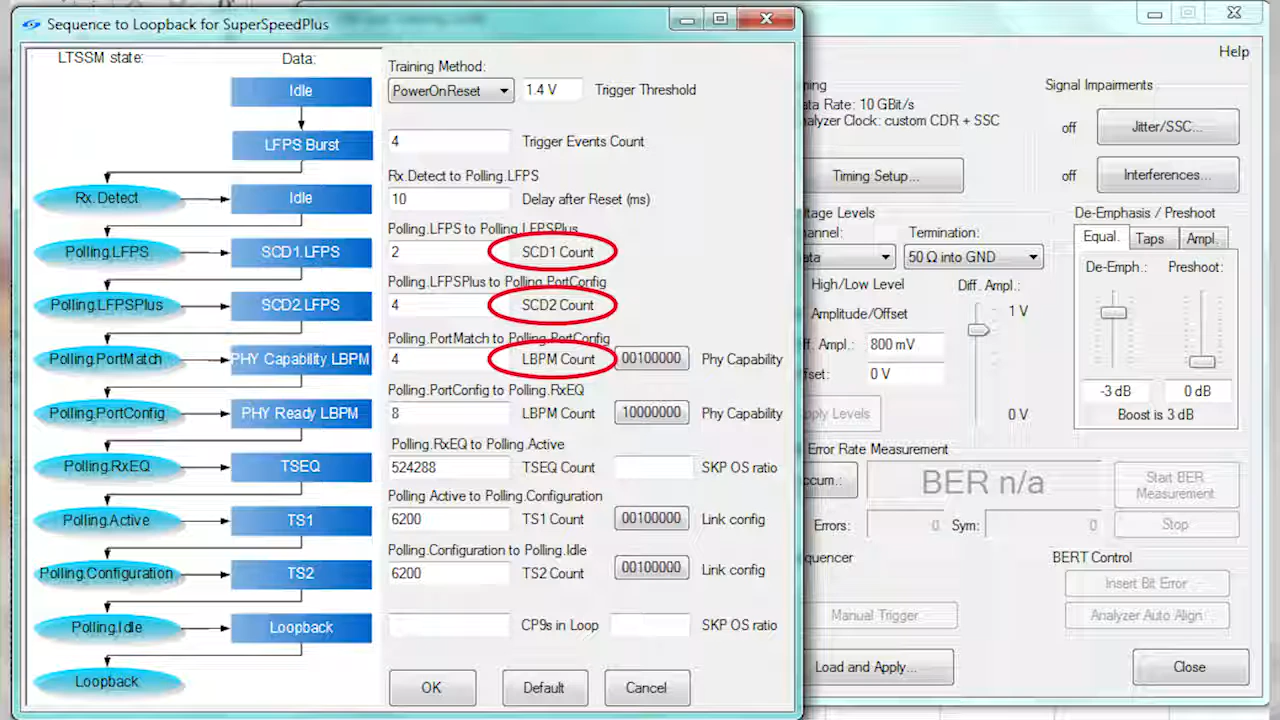 Sequence to Loopback for SuperSpeedPlus
LTSSM state:
Data:
Idle
LFPS Burst
Rx.Detect
Idle
Polling.LFPS
SCD1.LFPS
Polling.LFPSPlus
SCD2.LFPS
Polling.PortMatch
PHY Capability LBPM
Polling.PortConfig
PHY Ready LBPM
Polling.RxEQ
TSEQ
Polling.Active
TS1
Polling.Configuration
TS2
Polling.Idle
Loopback
Loopback
Training Method:
PowerOnReset
1.4 V
Trigger Threshold
4
Trigger Events Count
Rx.Detect to Polling.LFPS
10
Delay after Reset (ms)
Polling.LFPS to Polling.LFPSPlus
2
SCD1 Count
Polling.LFPSPlus to Polling.PortConfig
4
SCD2 Count
Polling.PortMatch to Polling.PortConfig
4
LBPM Count
00100000
Phy Capability
Polling.PortConfig to Polling.RxEQ
8
LBPM Count
10000000
Phy Capability
Polling.RxEQ to Polling.Active
524288
TSEQ Count
SKP OS ratio
Polling.Active to Polling.Configuration
6200
TS1 Count
00100000
Link config
Polling.Configuration to Polling.Idle
6200
TS2 Count
00100000
Link config
CP9s in Loop
SKP OS ratio
OK
Default
Cancel
Help
ata Rate: 10 GBit/s
nalyzer Clock: custom CDR + SSC
Timing Setup...
Signal Impairments
off
Jitter/SSC...
off
Interferences...
tage Levels
annel:
Termination:
ata
50 Ω into GND
High/Low Level
Amplitude/Offset
Diff. Ampl.:
1 V
f. Ampl.:
800 mV
fset:
0 V
0 V
pply Levels
De-Emphasis / Preshoot
Equal.
Taps
Ampl.
De-Emph.:
Preshoot:
-3 dB
0 dB
Boost is 3 dB
Error Rate Measurement
ccum.:
BER n/a
Start BER
Measurement
Errors:
0
Sym:
0
Stop
quencer
BERT Control
Insert Bit Error
Manual Trigger
Analyzer Auto Align
Load and Apply...
Close